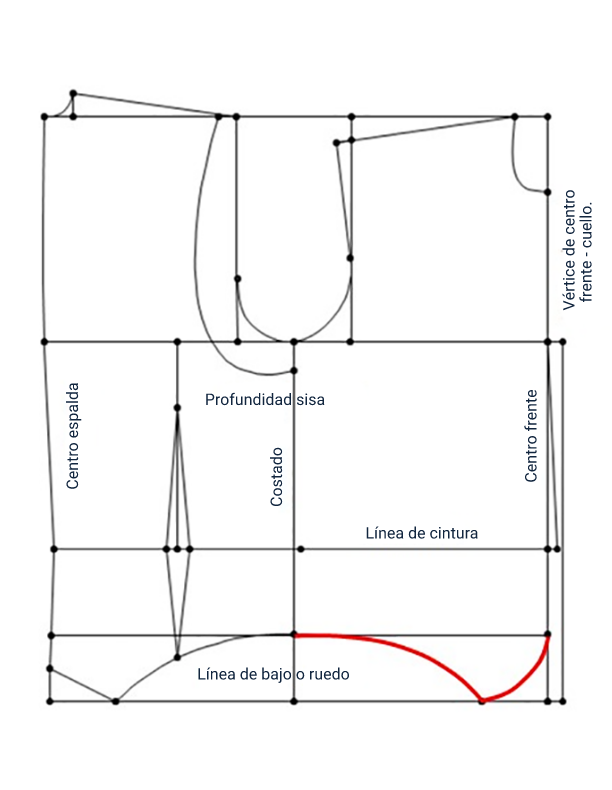 Vértice de centro
frente - cuello.
Centro espalda
Profundidad sisa
Centro frente
Costado
Línea de cintura
Línea de bajo o ruedo